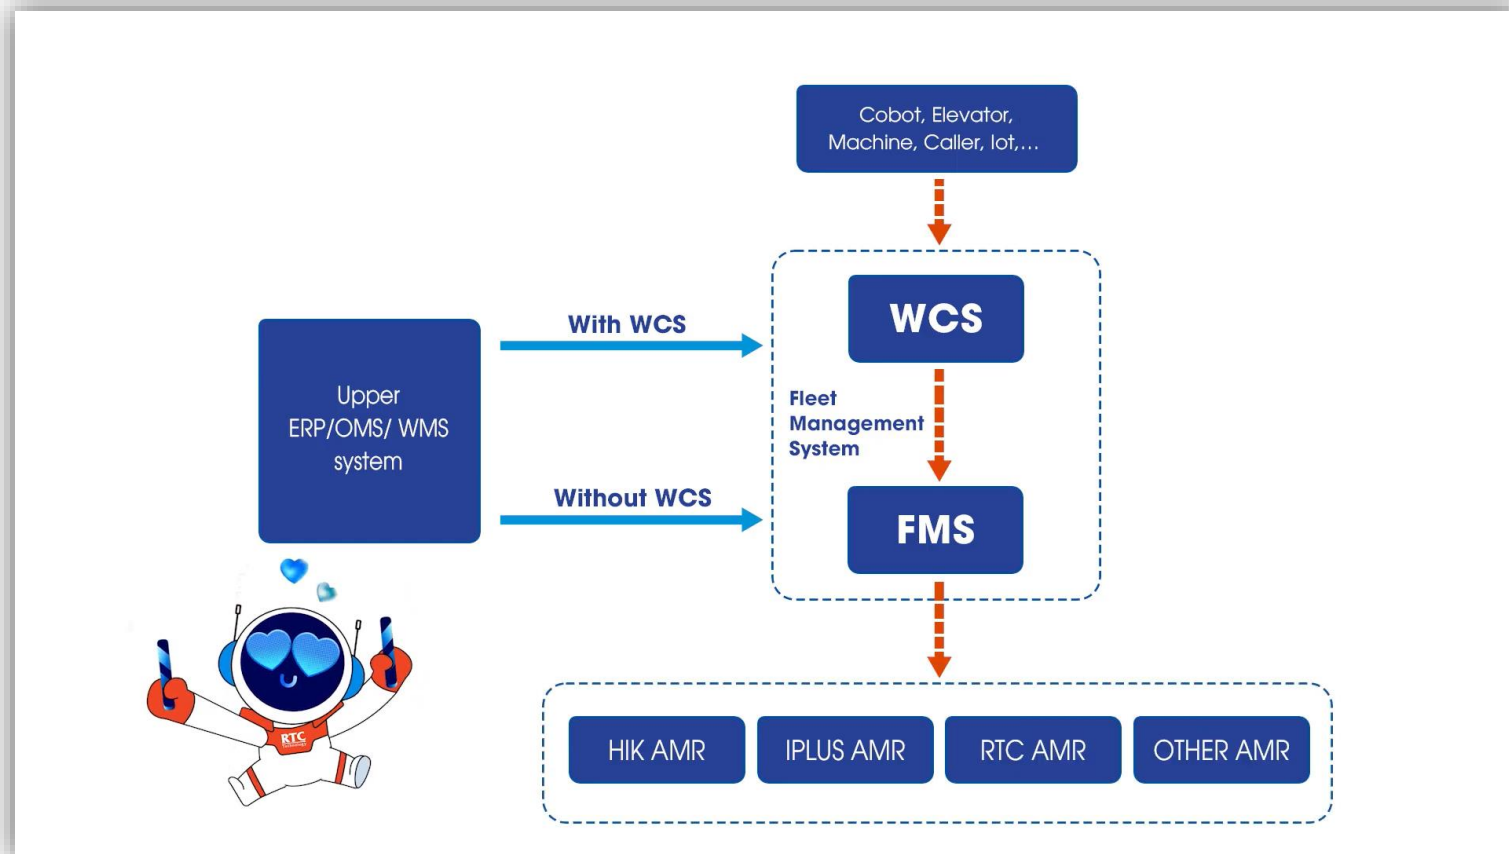 Cobot, Elevator,
Machine, Caller, Iot,...
WCS
With WCS
Upper
ERP/OMS/ WMS
system
Fleet
Management
System
Without WCS
FMS
RTC
Technology
HIK AMR
IPLUS AMR
RTC AMR
OTHER AMR